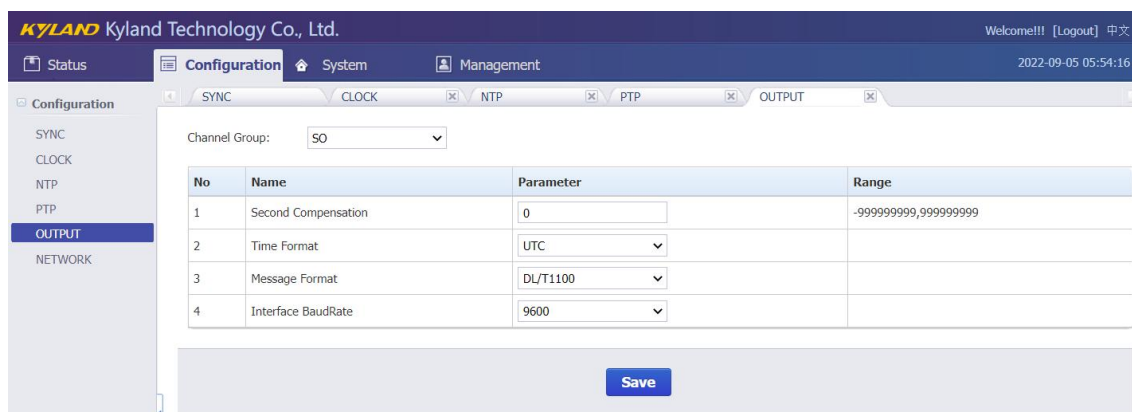 KYLAND Kyland Technology Co., Ltd. Welcome!!! [Logout] 中文
Status Configuration System Management 2022-09-05 05:54:16
Configuration
SYNC
CLOCK
NTP
PTP
OUTPUT
NETWORK
SYNC CLOCK NTP PTP OUTPUT
Channel Group: SO
No Name Parameter Range
1 Second Compensation 0 -999999999,999999999
2 Time Format UTC
3 Message Format DL/T1100
4 Interface BaudRate 9600
Save